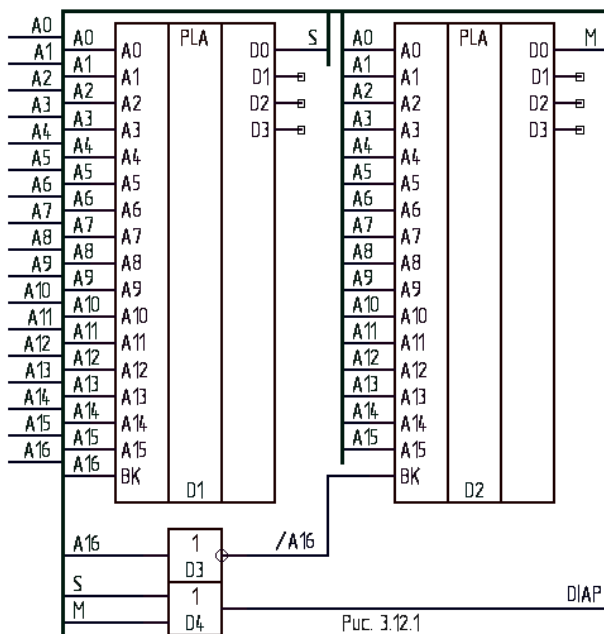 A0
A1
A2
A3
A4
A5
A6
A7
A8
A9
A10
A11
A12
A13
A14
A15
A16
A0
A1
A2
A3
A4
A5
A6
A7
A8
A9
A10
A11
A12
A13
A14
A15
A16
A0
A1
A2
A3
A4
A5
A6
A7
A8
A9
A10
A11
A12
A13
A14
A15
BK
PLA
D1
D0
D1
D2
D3
S
A0
A1
A2
A3
A4
A5
A6
A7
A8
A9
A10
A11
A12
A13
A14
A15
A0
A1
A2
A3
A4
A5
A6
A7
A8
A9
A10
A11
A12
A13
A14
A15
BK
PLA
D2
D0
D1
D2
D3
M
A16
1
D3
/A16
S
M
1
D4
DIAP
Рис. 3.12.1